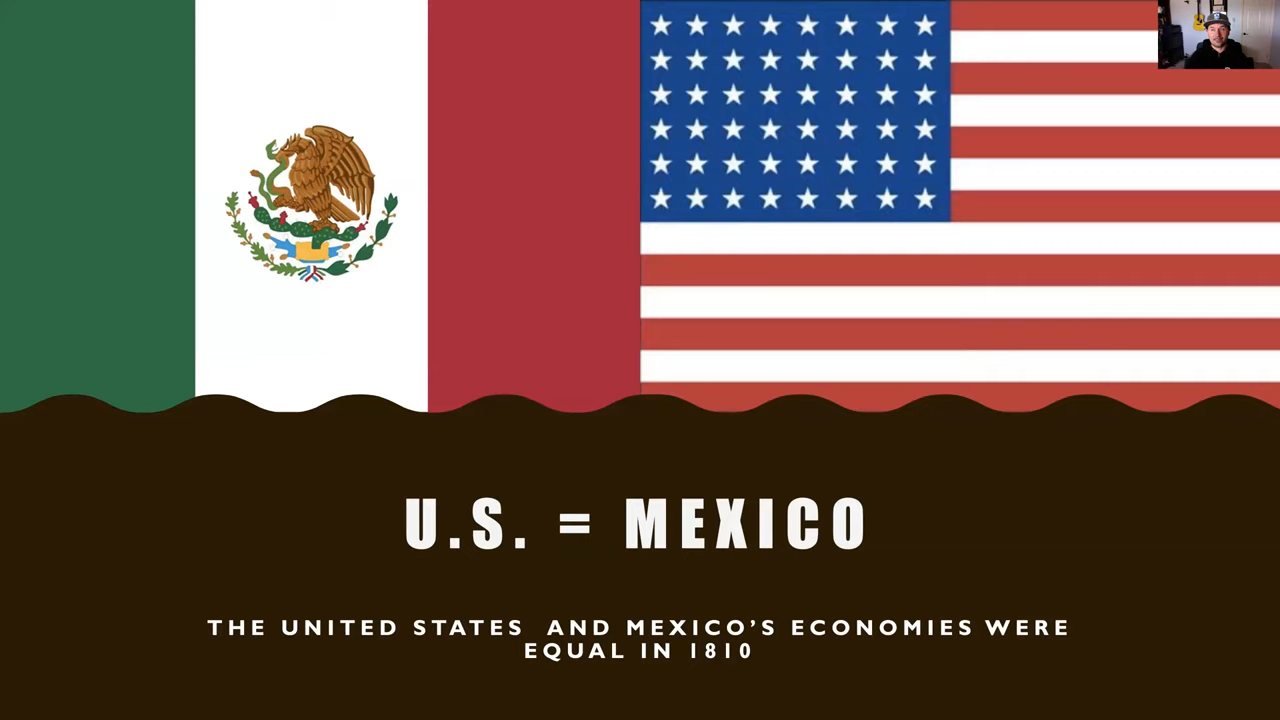 U.S. = MEXICO
THE UNITED STATES AND MEXICO'S ECONOMIES WERE
EQUAL IN 1810